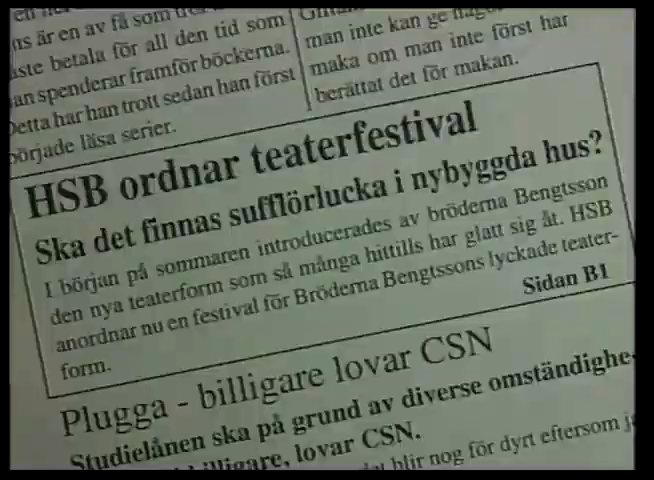 ns är en av få som
åste betala för all den tid som
an spenderar framför böckerna.
Detta har han trott sedan han först
började läsa serier.
man inte kan ge
maka om man inte först har
berättat det för makan.
HSB ordnar teaterfestival
Ska det finnas sufflörlucka i nybyggda hus?
I början på sommaren introducerades av bröderna Bengtsson
den nya teaterform som så många hittills har glatt sig åt. HSB
anordnar nu en festival för Bröderna Bengtssons lyckade teater-
form.
Sidan B1
Plugga - billigare lovar CSN
Studielånen ska på grund av diverse omständighe-
billigare, lovar CSN.
blir nog för dyrt eftersom